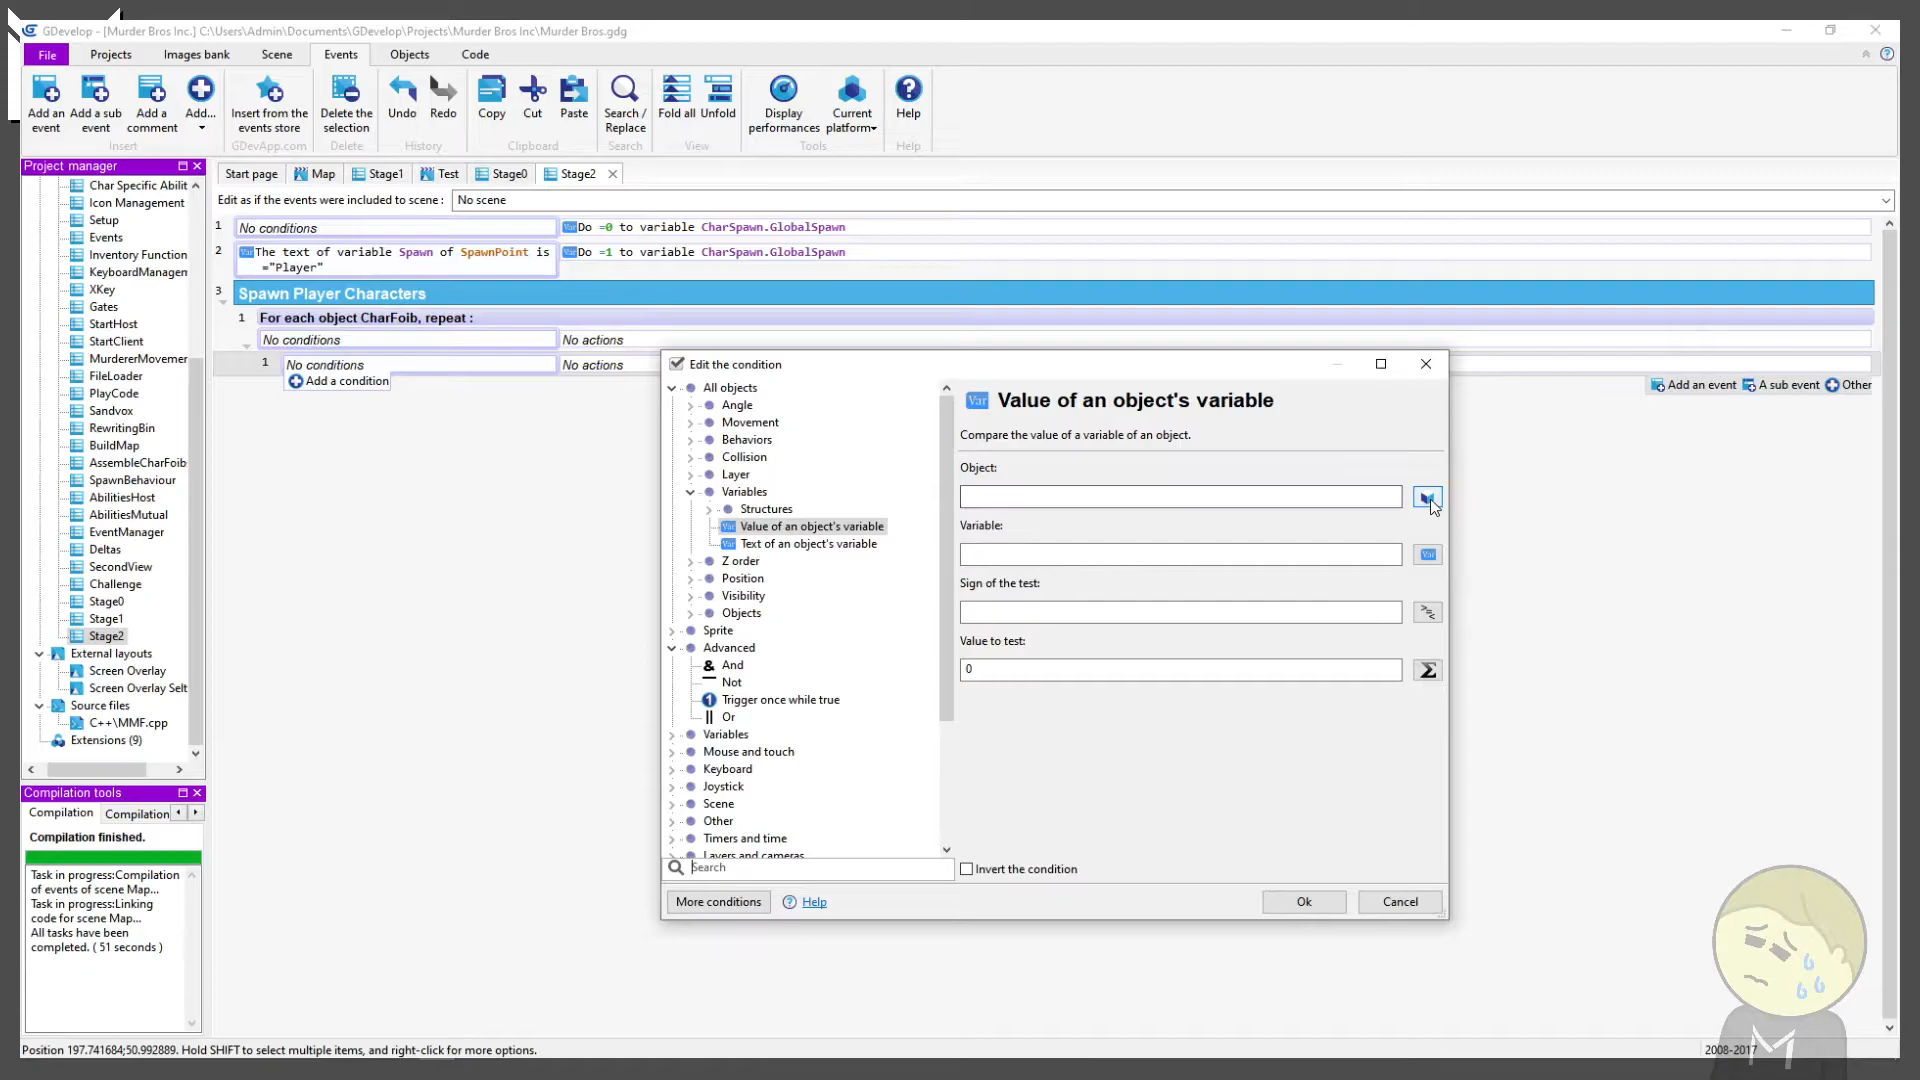 GDevelop - [Murder Bros Inc.] C:\Users\Admin\Documents\GDevelop\Projects\Murder Bros Inc\Murder Bros.gdg
File Projects Images bank Scene Events Objects Code
Add an event
Add a sub event
Add a comment
Add...
Insert from the events store
Delete the selection
Undo
Redo
Copy
Cut
Paste
Search / Replace
Fold all
Unfold
Display performances
Current platform
Help
Insert GDevApp.com Delete History Clipboard Search View Tools Help
Project manager
Start page Map Stage1 Test Stage0 Stage2
Edit as if the events were included to scene : No scene
Char Specific Abilit
Icon Management
Setup
Events
Inventory Function
KeyboardManagem
XKey
Gates
StartHost
StartClient
MurdererMovemer
FileLoader
PlayCode
Sandvox
RewritingBin
BuildMap
AssembleCharFoib
SpawnBehaviour
AbilitiesHost
AbilitiesMutual
EventManager
Deltas
SecondView
Challenge
Stage0
Stage1
Stage2
External layouts
Screen Overlay
Screen Overlay Selt
Source files
C++\MMF.cpp
Extensions (9)
1 No conditions Do =0 to variable CharSpawn.GlobalSpawn
2 The text of variable Spawn of SpawnPoint is Do =1 to variable CharSpawn.GlobalSpawn
="Player"
3 Spawn Player Characters
1 For each object CharFoib, repeat :
No conditions No actions
1 No conditions No actions
Add a condition
Add an event A sub event Other
Edit the condition
All objects
Angle
Movement
Behaviors
Collision
Layer
Variables
Structures
Value of an object's variable
Text of an object's variable
Z order
Position
Visibility
Objects
Sprite
Advanced
And
Not
Trigger once while true
Or
Variables
Mouse and touch
Keyboard
Joystick
Scene
Other
Timers and time
Layers and cameras
Search
Var Value of an object's variable
Compare the value of a variable of an object.
Object:
Variable:
Var
Sign of the test:
Value to test:
0
Invert the condition
More conditions Help Ok Cancel
Compilation tools
Compilation Compilation
Compilation finished.
Task in progress:Compilation
of events of scene Map...
Task in progress:Linking
code for scene Map...
All tasks have been
completed. ( 51 seconds )
Position 197.741684;50.992889. Hold SHIFT to select multiple items, and right-click for more options.
2008-2017